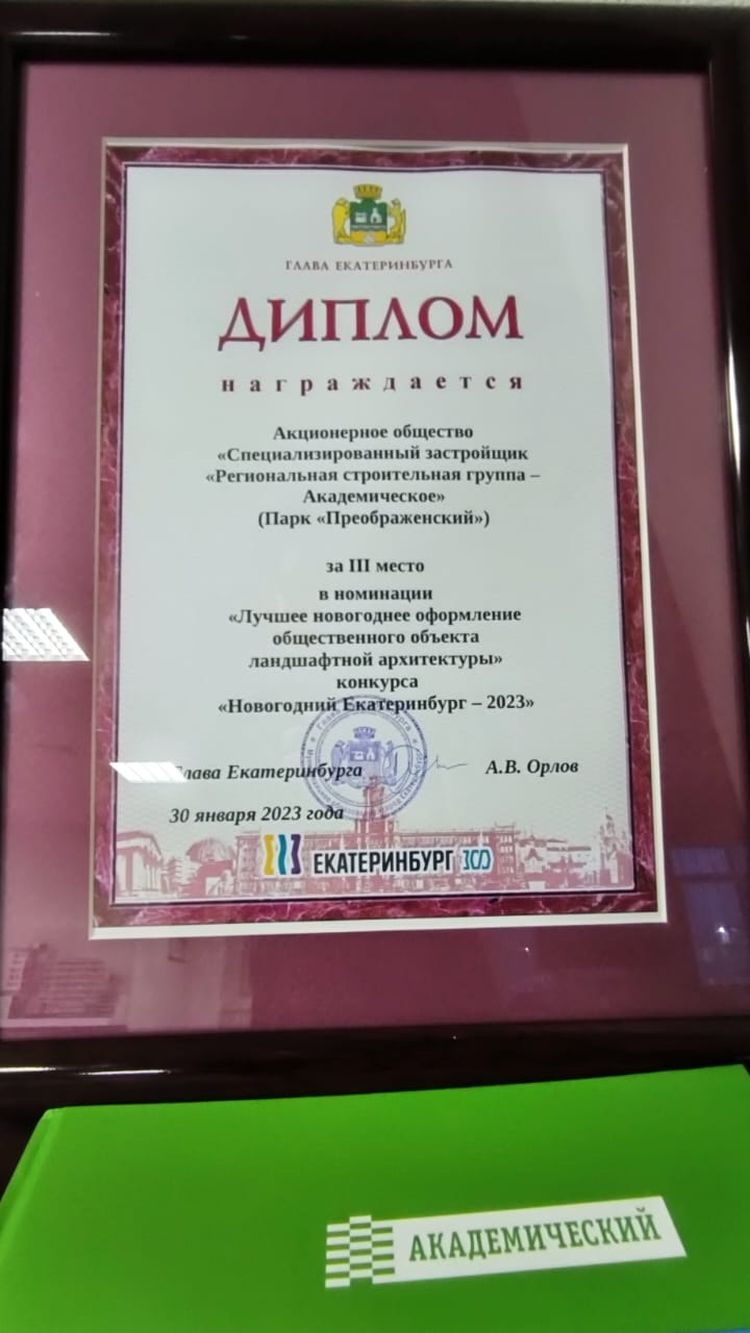 ГЛАВА ЕКАТЕРИНБУРГА
ДИПЛОМ
награждается
Акционерное общество
«Специализированный застройщик
«Региональная строительная группа –
Академическое»
(Парк «Преображенский»)
за III место
в номинации
«Лучшее новогоднее оформление
общественного объекта
ландшафтной архитектуры»
конкурса
«Новогодний Екатеринбург – 2023»
Глава Екатеринбурга А.В. Орлов
30 января 2023 года
ЕКАТЕРИНБУРГ 300
АКАДЕМИЧЕСКИЙ